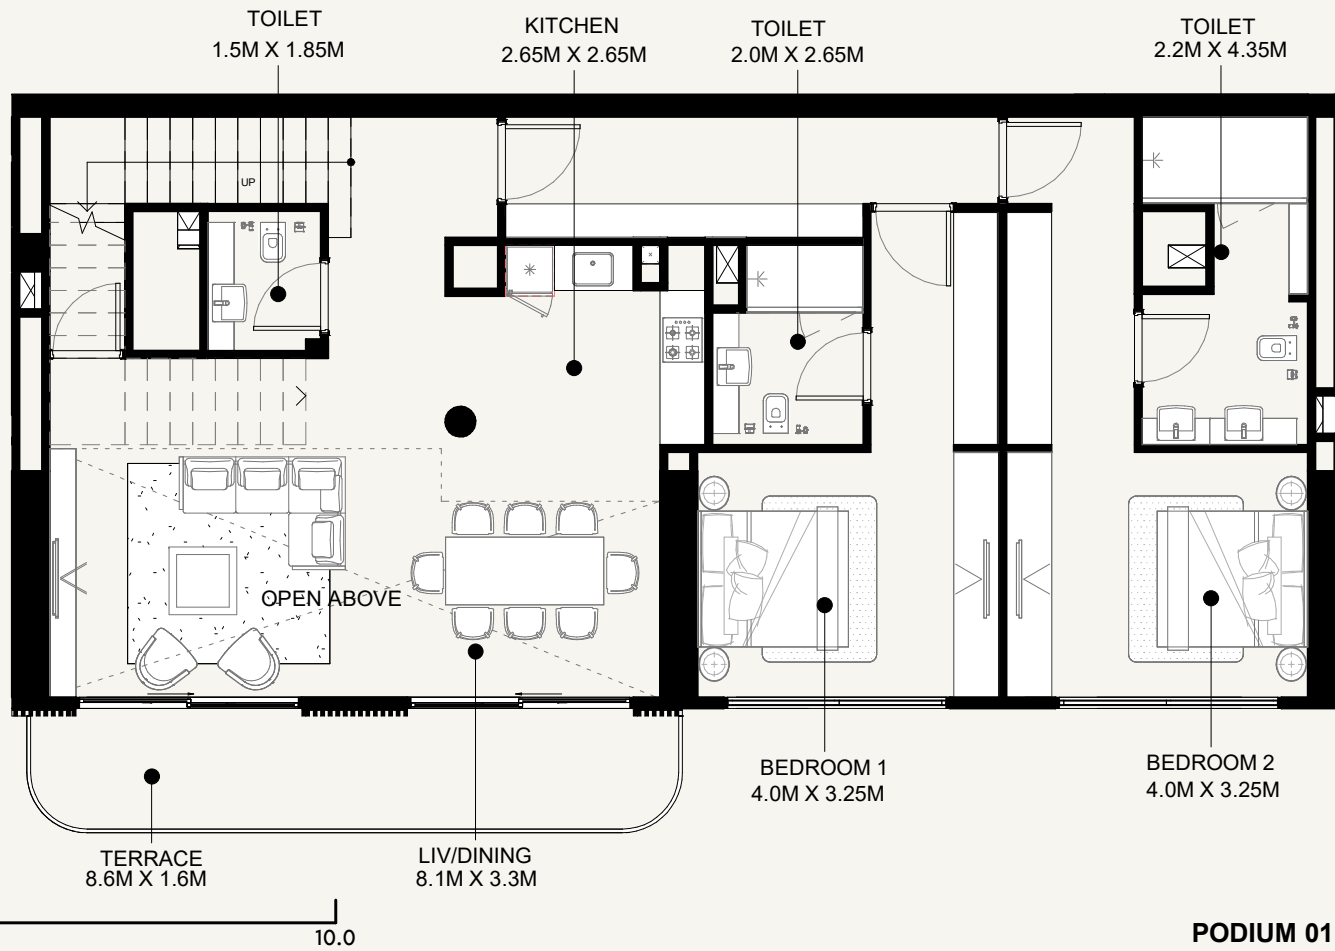 TOILET
1.5M X 1.85M
KITCHEN
2.65M X 2.65M
TOILET
2.0M X 2.65M
TOILET
2.2M X 4.35M
UP
OPEN ABOVE
BEDROOM 1
4.0M X 3.25M
BEDROOM 2
4.0M X 3.25M
TERRACE
8.6M X 1.6M
LIV/DINING
8.1M X 3.3M
10.0
PODIUM 01